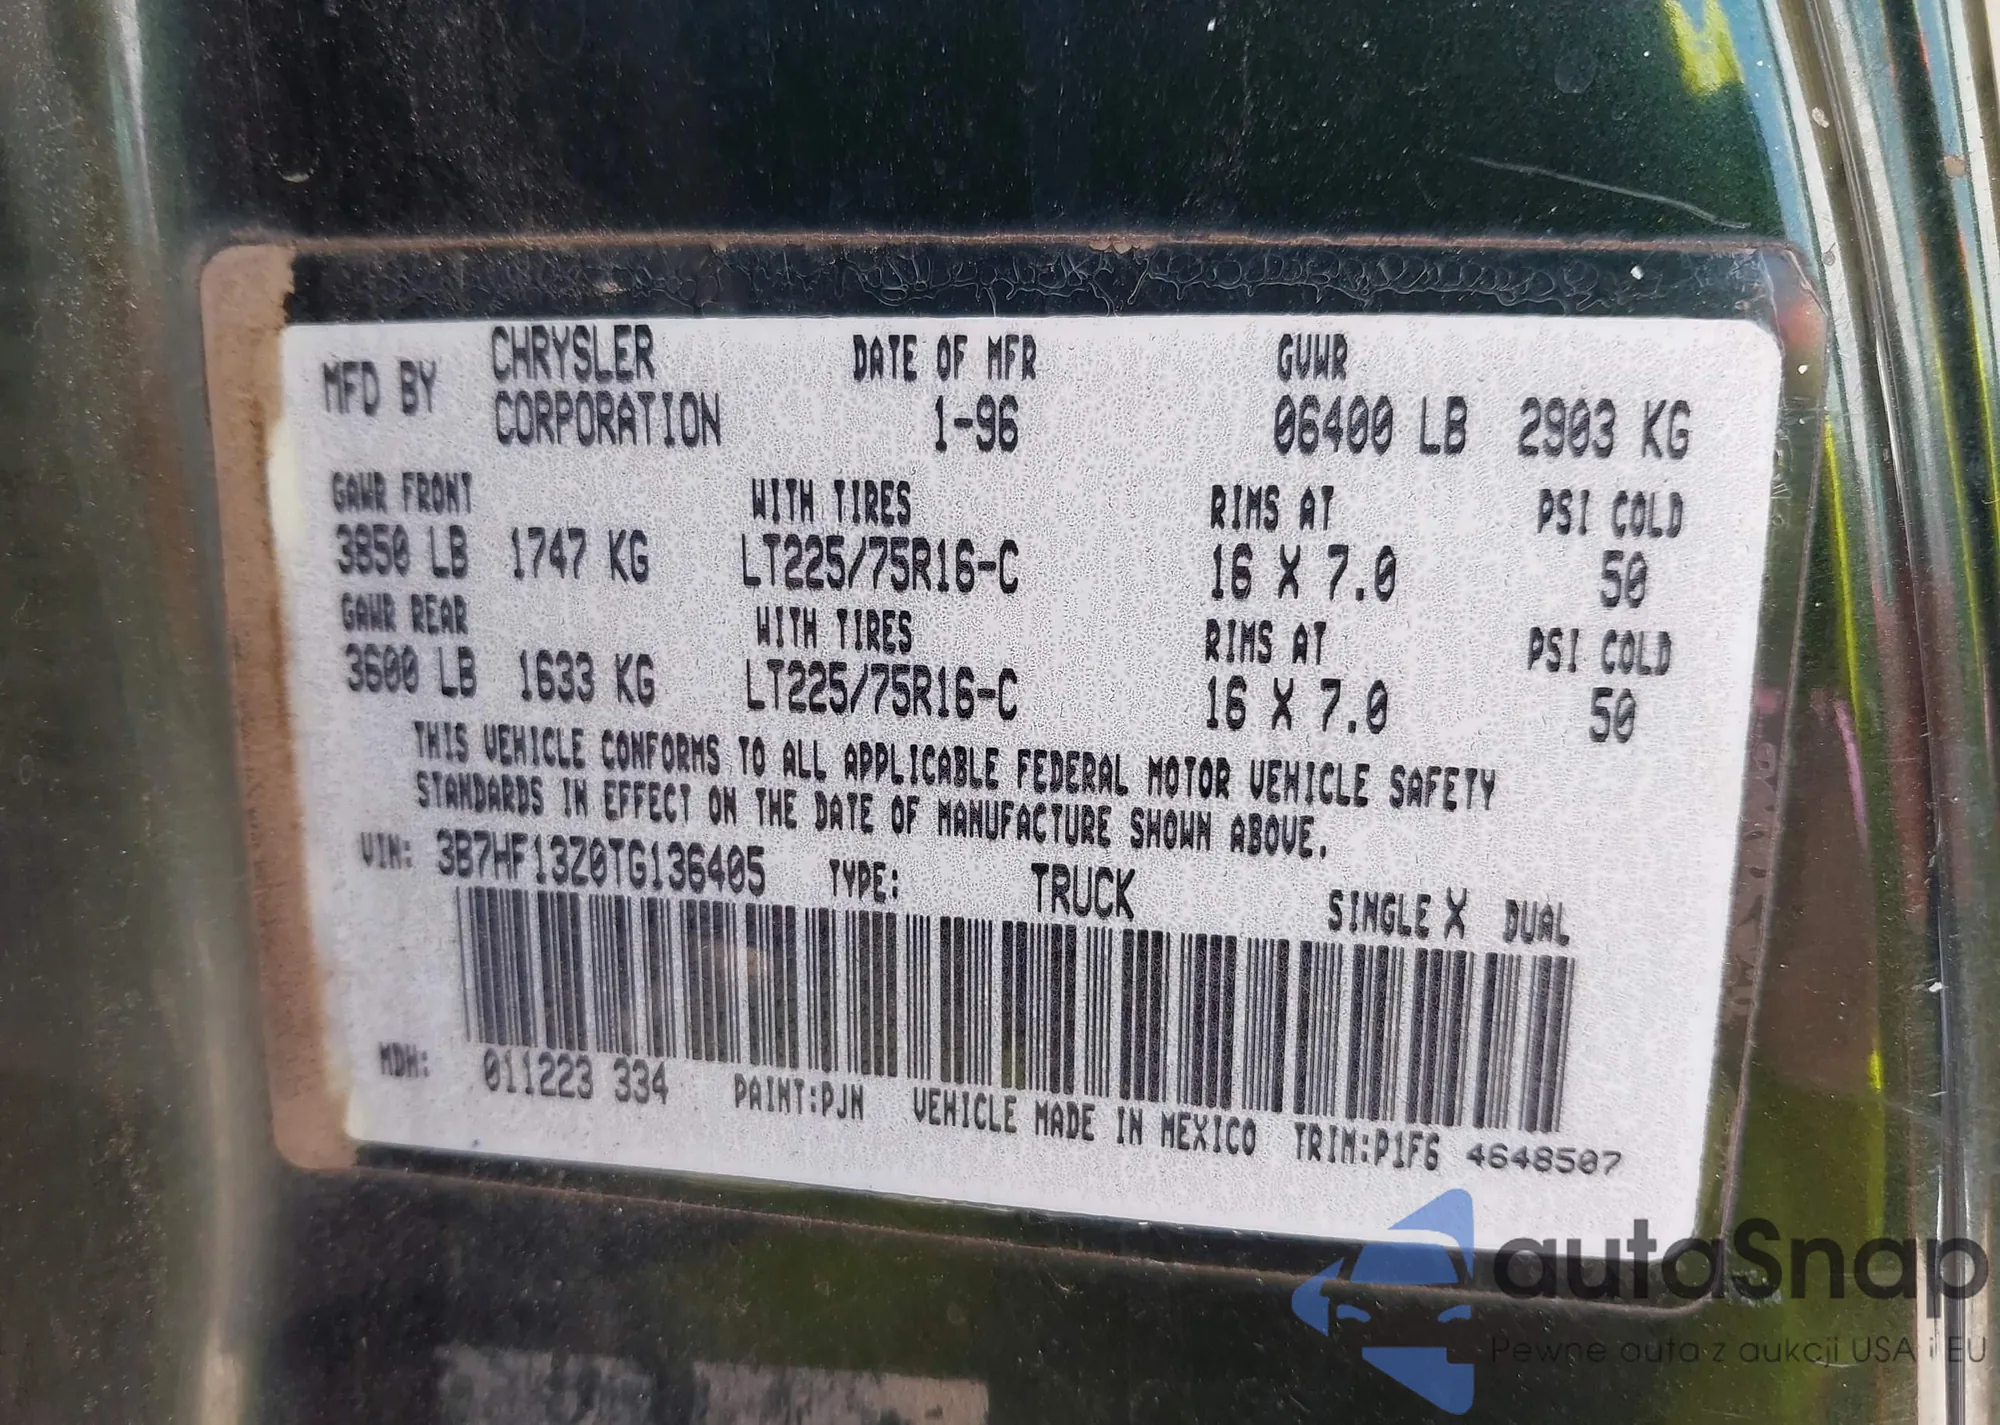 MFD BY CHRYSLER CORPORATION
DATE OF MFR
1-96
GVWR
06400 LB 2903 KG
GAWR FRONT WITH TIRES RIMS AT PSI COLD
3850 LB 1747 KG LT225/75R16-C 16 X 7.0 50
GAWR REAR WITH TIRES RIMS AT PSI COLD
3600 LB 1633 KG LT225/75R16-C 16 X 7.0 50
THIS VEHICLE CONFORMS TO ALL APPLICABLE FEDERAL MOTOR VEHICLE SAFETY
STANDARDS IN EFFECT ON THE DATE OF MANUFACTURE SHOWN ABOVE.
VIN: 3B7HF13Z0TG136405 TYPE: TRUCK SINGLE X DUAL
MDH: 011223 334 PAINT:PJN VEHICLE MADE IN MEXICO TRIM:P1F6 4648507
autaSnap
Pewne auta z aukcji USA i EU